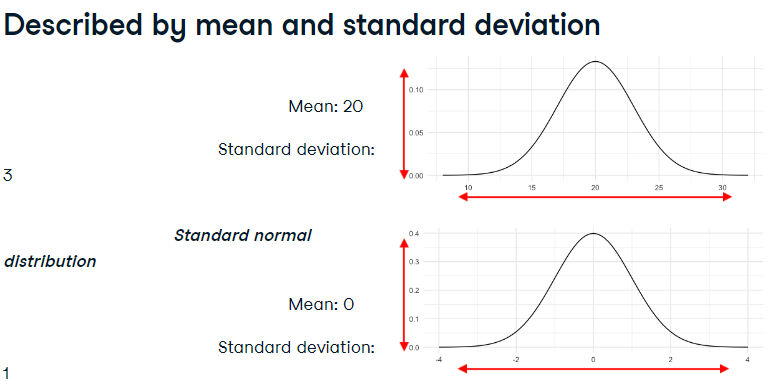 Described by mean and standard deviation
Mean: 20
Standard deviation:
3
0.10
0.05
0.00
10 15 20 25 30
Standard normal
distribution
Mean: 0
Standard deviation:
1
0.4
0.3
0.2
0.1
0.0
-4 -2 0 2 4